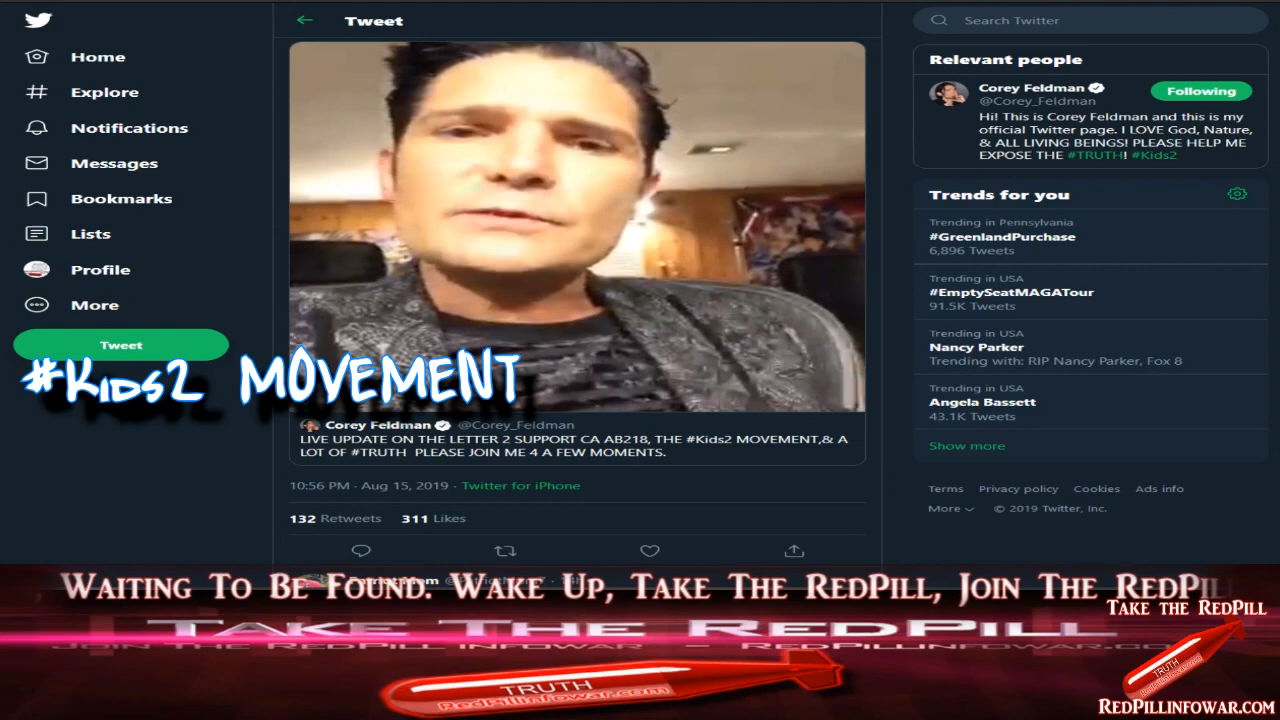 Tweet
Search Twitter
Home
Explore
Notifications
Messages
Bookmarks
Lists
Profile
More
Tweet
#Kids2 MOVEMENT
Corey Feldman @Corey_Feldman
LIVE UPDATE ON THE LETTER 2 SUPPORT CA AB218, THE #Kids2 MOVEMENT,& A
LOT OF #TRUTH PLEASE JOIN ME 4 A FEW MOMENTS.
10:56 PM · Aug 15, 2019 · Twitter for iPhone
132 Retweets 311 Likes
Relevant people
Corey Feldman
Following
@Corey_Feldman
Hi! This is Corey Feldman and this is my
official Twitter page. I LOVE God, Nature,
& ALL LIVING BEINGS! PLEASE HELP ME
EXPOSE THE #TRUTH! #Kids2
Trends for you
Trending in Pennsylvania
#GreenlandPurchase
6,896 Tweets
Trending in USA
#EmptySeatMAGATour
91.5K Tweets
Trending in USA
Nancy Parker
Trending with: RIP Nancy Parker, Fox 8
Trending in USA
Angela Bassett
43.1K Tweets
Show more
Terms Privacy policy Cookies Ads info
More © 2019 Twitter, Inc.
WAITING TO BE FOUND. WAKE UP, TAKE THE REDPILL, JOIN THE REDPIL
TAKE THE REDPILL
JOIN THE REDPILL INFOWAR – REDPILLINFOWAR.CO
TRUTH
RedPillinfowar.com
TAKE THE REDPILL
TRUTH
REDPILLINFOWAR.COM